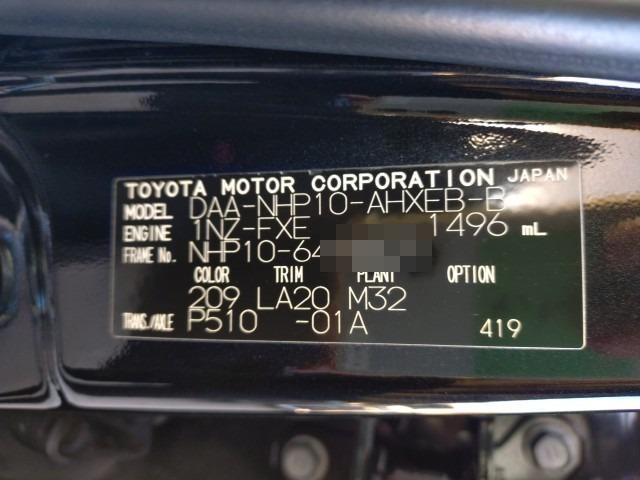 TOYOTA MOTOR CORPORATION JAPAN
MODEL DAA-NHP10-AHXEB-B
ENGINE 1NZ-FXE 1496 mL
FRAME No. NHP10-64
COLOR TRIM PLANT OPTION
209 LA20 M32
TRANS./AXLE P510 -01A 419